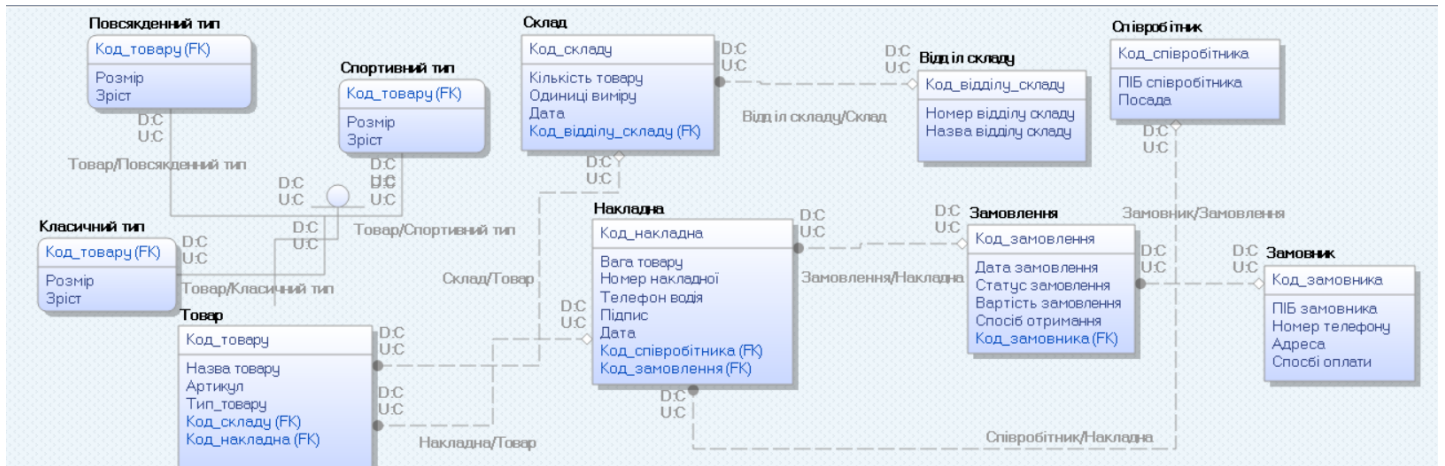 Повсякденний тип
Код_товару (FK)
Розмір
Зріст
D:C
U:C
Товар/Повсякденний тип
Спортивний тип
Код_товару (FK)
Розмір
Зріст
D:C
U:C
D:C
U:C
Товар/Спортивний тип
Класичний тип
Код_товару (FK)
Розмір
Зріст
D:C
U:C
D:C
U:C
Товар/Класичний тип
Товар
Код_товару
Назва товару
Артикул
Тип_товару
Код_складу (FK)
Код_накладна (FK)
D:C
U:C
D:C
U:C
Накладна/Товар
Склад/Товар
Склад
Код_складу
Кількість товару
Одиниці виміру
Дата
Код_відділу_складу (FK)
D:C
U:C
D:C
U:C
Відділ складу/Склад
D:C
U:C
Відділ складу
Код_відділу_складу
Номер відділу складу
Назва відділу складу
Співробітник
Код_співробітника
ПІБ співробітника
Посада
D:C
U:C
Накладна
Код_накладна
Вага товару
Номер накладної
Телефон водія
Підпис
Дата
Код_співробітника (FK)
Код_замовлення (FK)
D:C
U:C
D:C
U:C
D:C
U:C
Замовлення/Накладна
Співробітник/Накладна
D:C
U:C
Замовлення
Код_замовлення
Дата замовлення
Статус замовлення
Вартість замовлення
Спосіб отримання
Код_замовника (FK)
Замовник/Замовлення
D:C
U:C
D:C
U:C
Замовник
Код_замовника
ПІБ замовника
Номер телефону
Адреса
Спосбі оплати